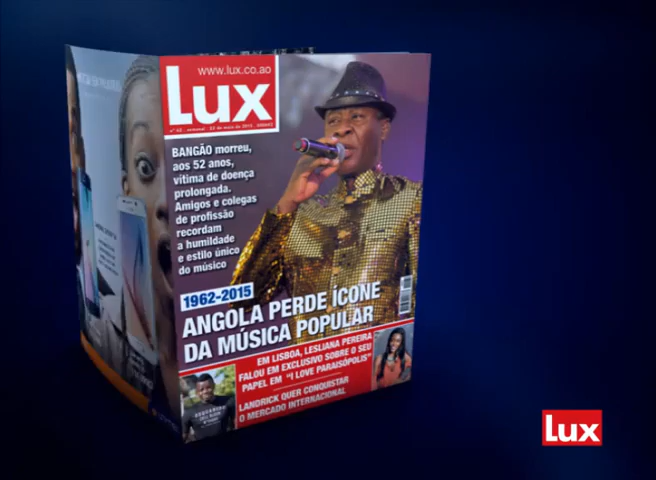 www.lux.co.ao
Lux
BANGÃO morreu,
aos 52 anos,
vítima de doença
prolongada.
Amigos e colegas
de profissão
recordam
a humildade
e estilo único
do músico
1962-2015
ANGOLA PERDE ÍCONE
DA MÚSICA POPULAR
EM LISBOA, LESLIANA PEREIRA
FALOU EM EXCLUSIVO SOBRE O SEU
PAPEL EM "I LOVE PARAISÓPOLIS"
LANDRICK QUER CONQUISTAR
O MERCADO INTERNACIONAL
Lux